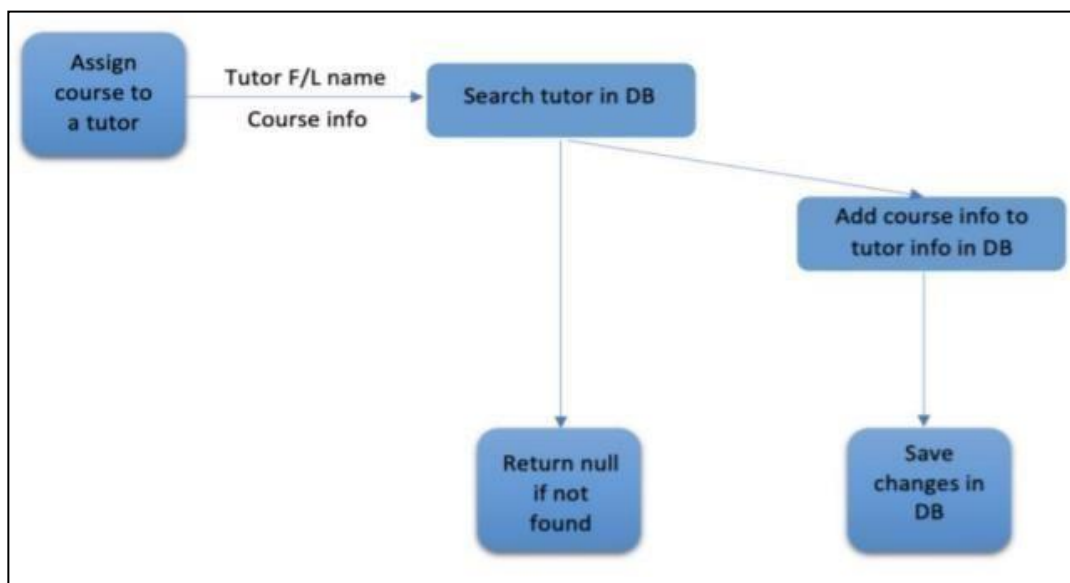 Assign
course to
a tutor
Tutor F/L name
Course info
Search tutor in DB
Add course info to
tutor info in DB
Return null
if not
found
Save
changes in
DB